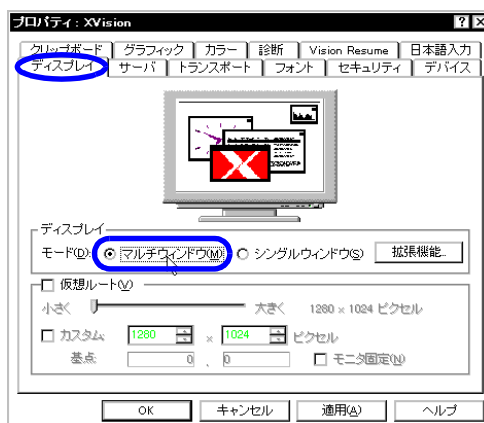 プロパティ : XVision
クリップボード グラフィック カラー 診断 Vision Resume 日本語入力
ディスプレイ サーバ トランスポート フォント セキュリティ デバイス
ディスプレイ
モード(D): マルチウィンドウ(M) シングルウィンドウ(S) 拡張機能...
仮想ルート(V)
小さく 大きく 1280 × 1024 ピクセル
カスタム: 1280 × 1024 ピクセル
基点: 0 , 0 モニタ固定(N)
OK キャンセル 適用(A) ヘルプ